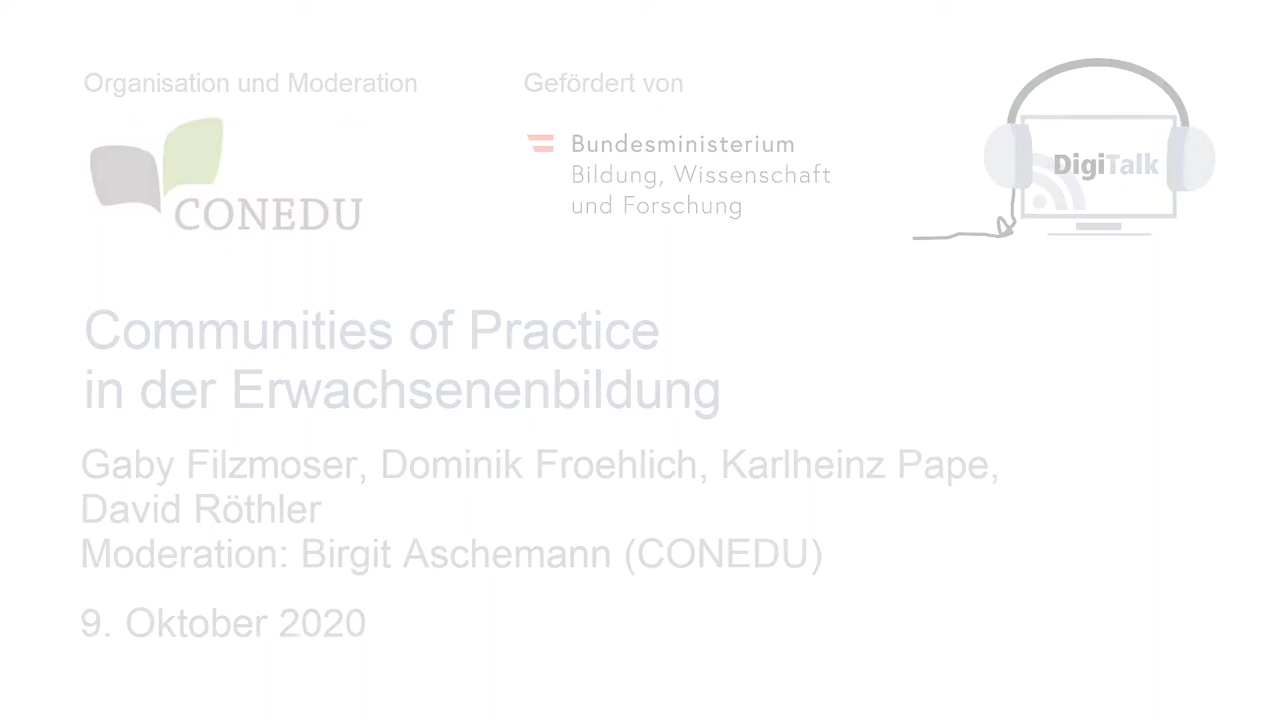 Organisation und Moderation
Gefördert von
CONEDU
Bundesministerium
Bildung, Wissenschaft
und Forschung
DigiTalk
Communities of Practice
in der Erwachsenenbildung
Gaby Filzmoser, Dominik Froehlich, Karlheinz Pape,
David Röthler
Moderation: Birgit Aschemann (CONEDU)
9. Oktober 2020